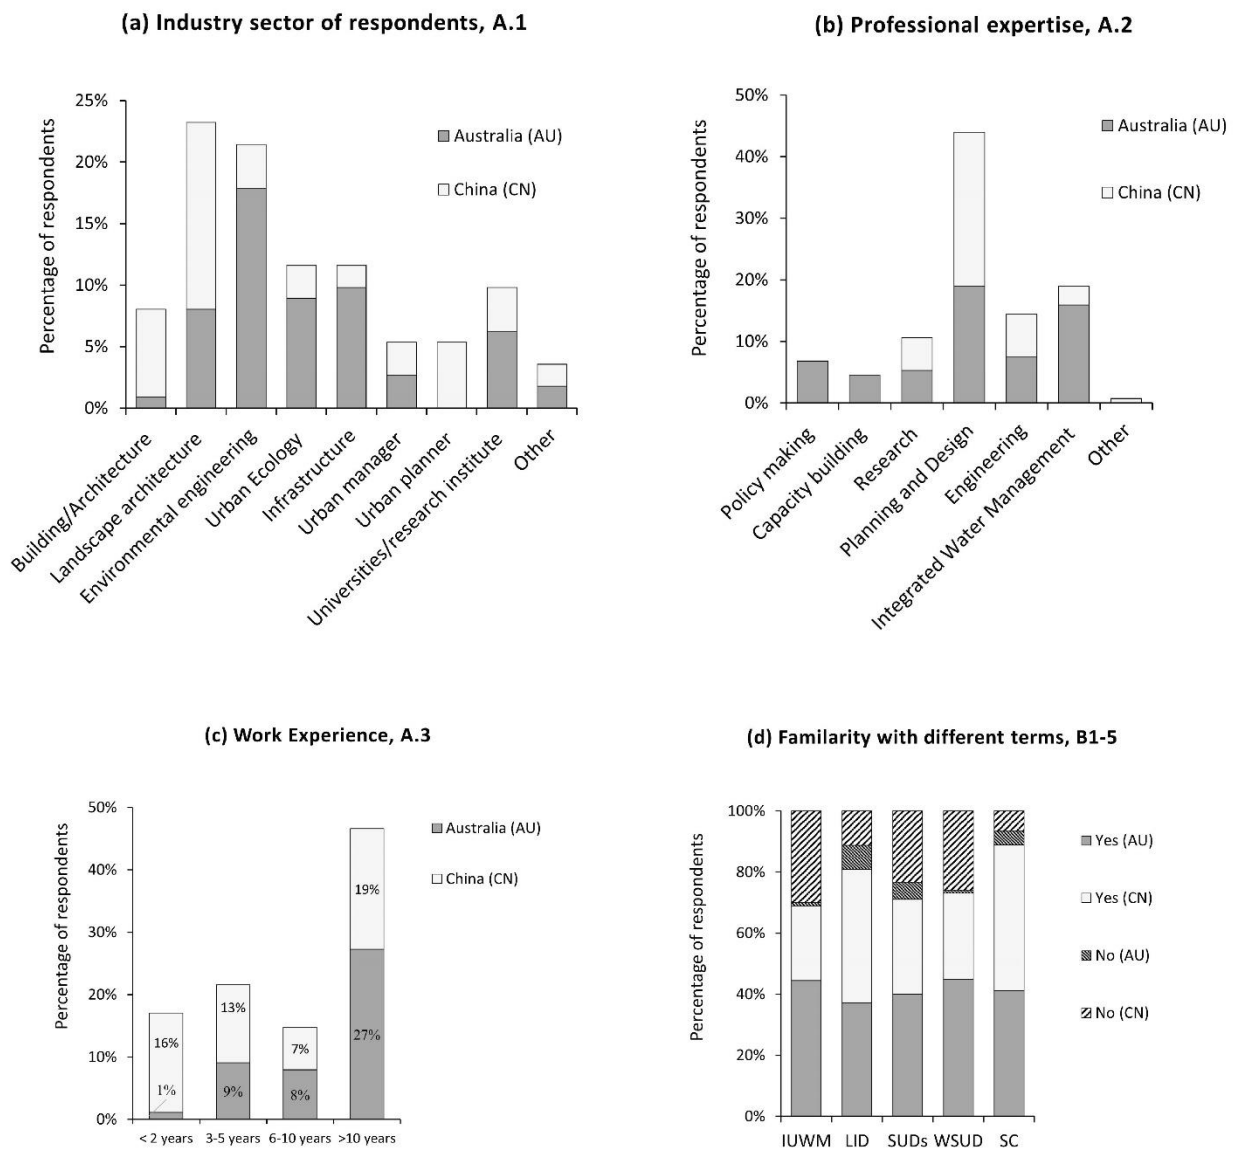 (a) Industry sector of respondents, A.1
Percentage of respondents
25%
20%
15%
10%
5%
0%
Australia (AU)
China (CN)
Building/Architecture
Landscape architecture
Environmental engineering
Urban Ecology
Infrastructure
Urban manager
Urban planner
Universities/research institute
Other
(b) Professional expertise, A.2
Percentage of respondents
50%
40%
30%
20%
10%
0%
Australia (AU)
China (CN)
Policy making
Capacity building
Research
Planning and Design
Engineering
Integrated Water Management
Other
(c) Work Experience, A.3
Percentage of respondents
50%
40%
30%
20%
10%
0%
Australia (AU)
China (CN)
16%
1%
13%
9%
7%
8%
19%
27%
< 2 years
3-5 years
6-10 years
>10 years
(d) Familarity with different terms, B1-5
Percentage of respondents
100%
80%
60%
40%
20%
0%
Yes (AU)
Yes (CN)
No (AU)
No (CN)
IUWM
LID
SUDs
WSUD
SC